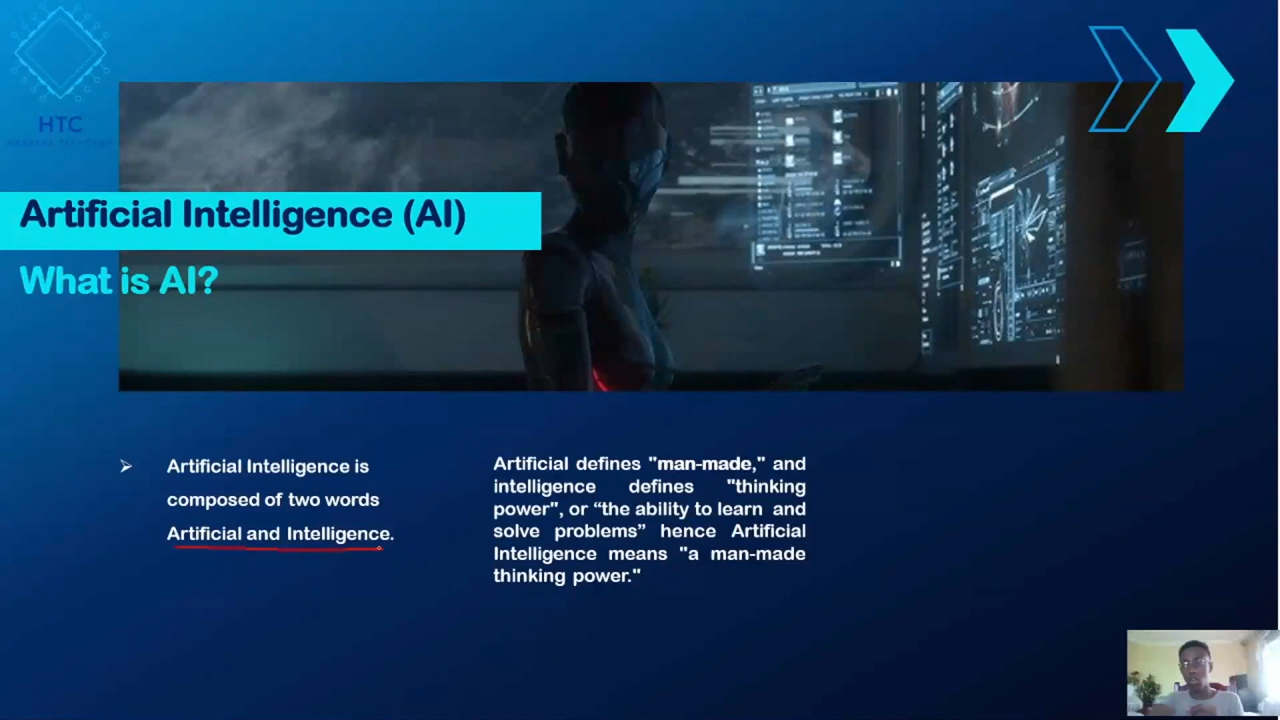 HTC
Artificial Intelligence (AI)
What is AI?
➢ Artificial Intelligence is
composed of two words
Artificial and Intelligence.
Artificial defines "man-made," and
intelligence defines "thinking
power", or “the ability to learn and
solve problems” hence Artificial
Intelligence means "a man-made
thinking power."